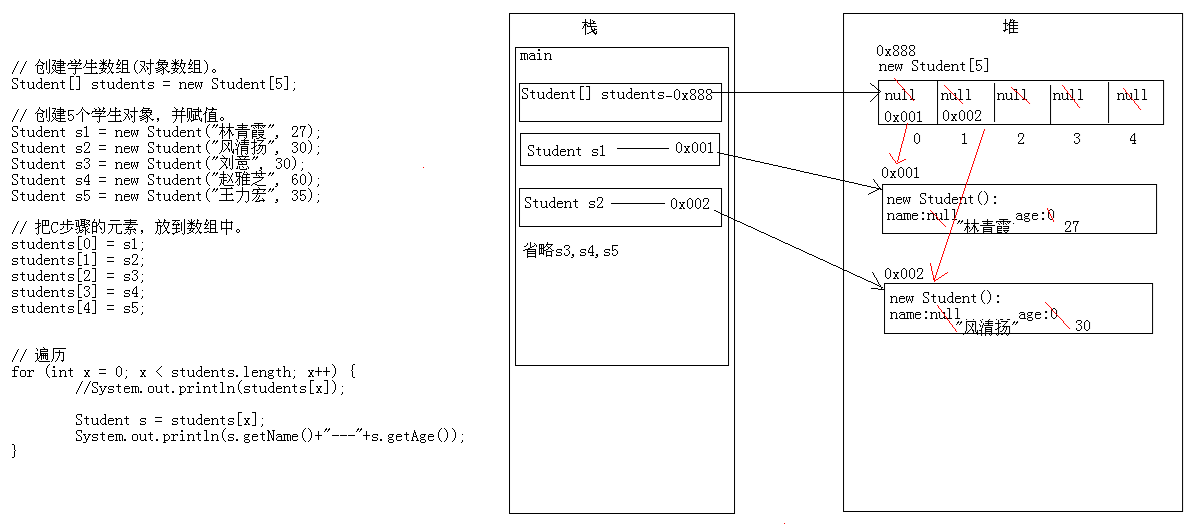 // 创建学生数组(对象数组)。
Student[] students = new Student[5];
// 创建5个学生对象，并赋值。
Student s1 = new Student("林青霞", 27);
Student s2 = new Student("风清扬", 30);
Student s3 = new Student("刘意", 30);
Student s4 = new Student("赵雅芝", 60);
Student s5 = new Student("王力宏", 35);
// 把C步骤的元素，放到数组中。
students[0] = s1;
students[1] = s2;
students[2] = s3;
students[3] = s4;
students[4] = s5;
// 遍历
for (int x = 0; x < students.length; x++) {
//System.out.println(students[x]);
Student s = students[x];
System.out.println(s.getName()+"---"+s.getAge());
}
栈
main
Student[] students-0x888
Student s1 0x001
Student s2 0x002
省略s3,s4,s5
堆
0x888
new Student[5]
null null null null null
0x001 0x002
0 1 2 3 4
0x001
new Student():
name:null age:0
"林青霞 27
0x002
new Student():
name:null age:0
"风清扬" 30